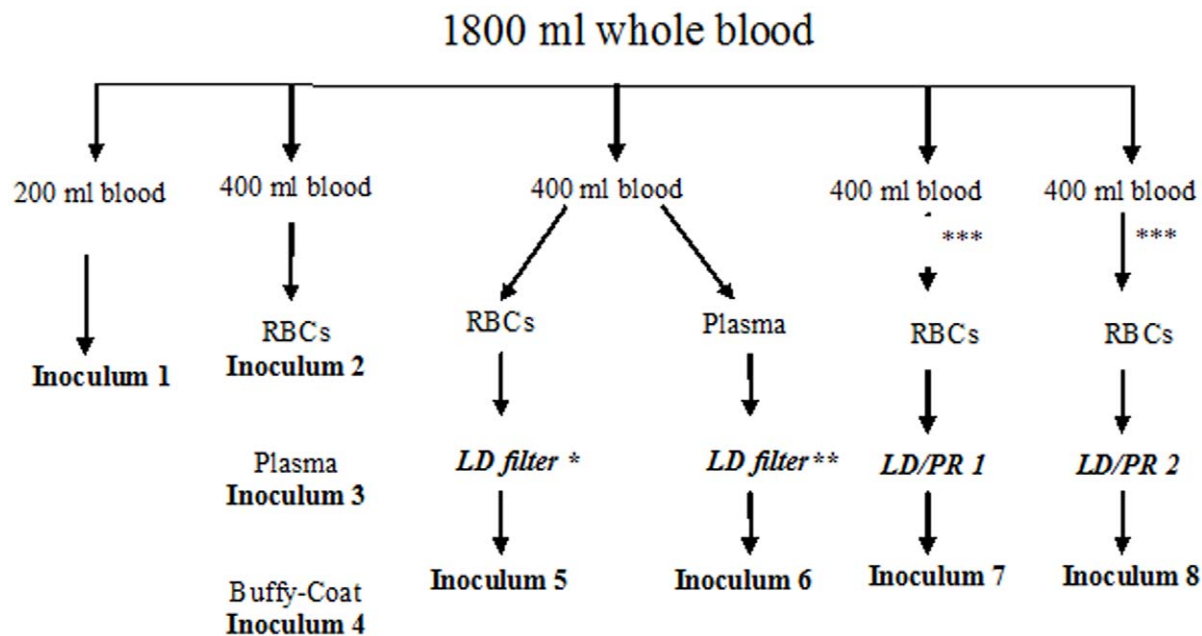 1800 ml whole blood
200 ml blood
400 ml blood
400 ml blood
400 ml blood
400 ml blood
***
***
RBCs
Inoculum 2
RBCs
Plasma
RBCs
RBCs
Inoculum 1
Plasma
Inoculum 3
LD filter *
LD filter**
LD/PR 1
LD/PR 2
Buffy-Coat
Inoculum 4
Inoculum 5
Inoculum 6
Inoculum 7
Inoculum 8